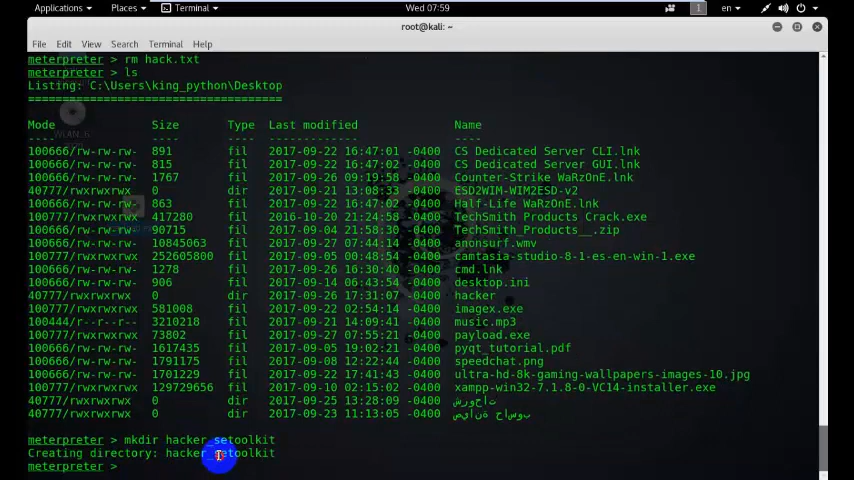 Applications Places Terminal Wed 07:59 1 en
root@kali: ~
File Edit View Search Terminal Help
meterpreter > rm hack.txt
meterpreter > ls
Listing: C:\Users\king_python\Desktop
=====================================
Mode Size Type Last modified Name
---- ---- ---- ------------- ----
100666/rw-rw-rw- 891 fil 2017-09-22 16:47:01 -0400 CS Dedicated Server CLI.lnk
100666/rw-rw-rw- 815 fil 2017-09-22 16:47:02 -0400 CS Dedicated Server GUI.lnk
100666/rw-rw-rw- 1767 fil 2017-09-26 09:19:58 -0400 Counter-Strike WaRzOnE.lnk
40777/rwxrwxrwx 0 dir 2017-09-21 13:08:33 -0400 ESD2WIM-WIM2ESD-v2
100666/rw-rw-rw- 863 fil 2017-09-22 16:47:02 -0400 Half-Life WaRzOnE.lnk
100777/rwxrwxrwx 417280 fil 2016-10-20 21:24:58 -0400 TechSmith Products Crack.exe
100666/rw-rw-rw- 90715 fil 2017-09-04 21:58:30 -0400 TechSmith_Products__.zip
100666/rw-rw-rw- 10845063 fil 2017-09-27 07:44:14 -0400 anonsurf.wmv
100777/rwxrwxrwx 252605800 fil 2017-09-05 00:48:54 -0400 camtasia-studio-8-1-es-en-win-1.exe
100666/rw-rw-rw- 1278 fil 2017-09-26 16:30:40 -0400 cmd.lnk
100666/rw-rw-rw- 906 fil 2017-09-14 06:43:54 -0400 desktop.ini
40777/rwxrwxrwx 0 dir 2017-09-26 17:31:07 -0400 hacker
100777/rwxrwxrwx 581008 fil 2017-09-22 02:54:14 -0400 imagex.exe
100444/r--r--r-- 3210218 fil 2017-09-21 14:09:41 -0400 music.mp3
100777/rwxrwxrwx 73802 fil 2017-09-27 07:55:21 -0400 payload.exe
100666/rw-rw-rw- 1617435 fil 2017-09-05 19:02:21 -0400 pyqt_tutorial.pdf
100666/rw-rw-rw- 1791175 fil 2017-09-08 12:22:44 -0400 speedchat.png
100666/rw-rw-rw- 1701229 fil 2017-09-22 17:41:43 -0400 ultra-hd-8k-gaming-wallpapers-images-10.jpg
100777/rwxrwxrwx 129729656 fil 2017-09-10 02:15:02 -0400 xampp-win32-7.1.8-0-VC14-installer.exe
40777/rwxrwxrwx 0 dir 2017-09-25 13:28:09 -0400
40777/rwxrwxrwx 0 dir 2017-09-23 11:13:05 -0400
meterpreter > mkdir hacker_setoolkit
Creating directory: hacker_setoolkit
meterpreter >